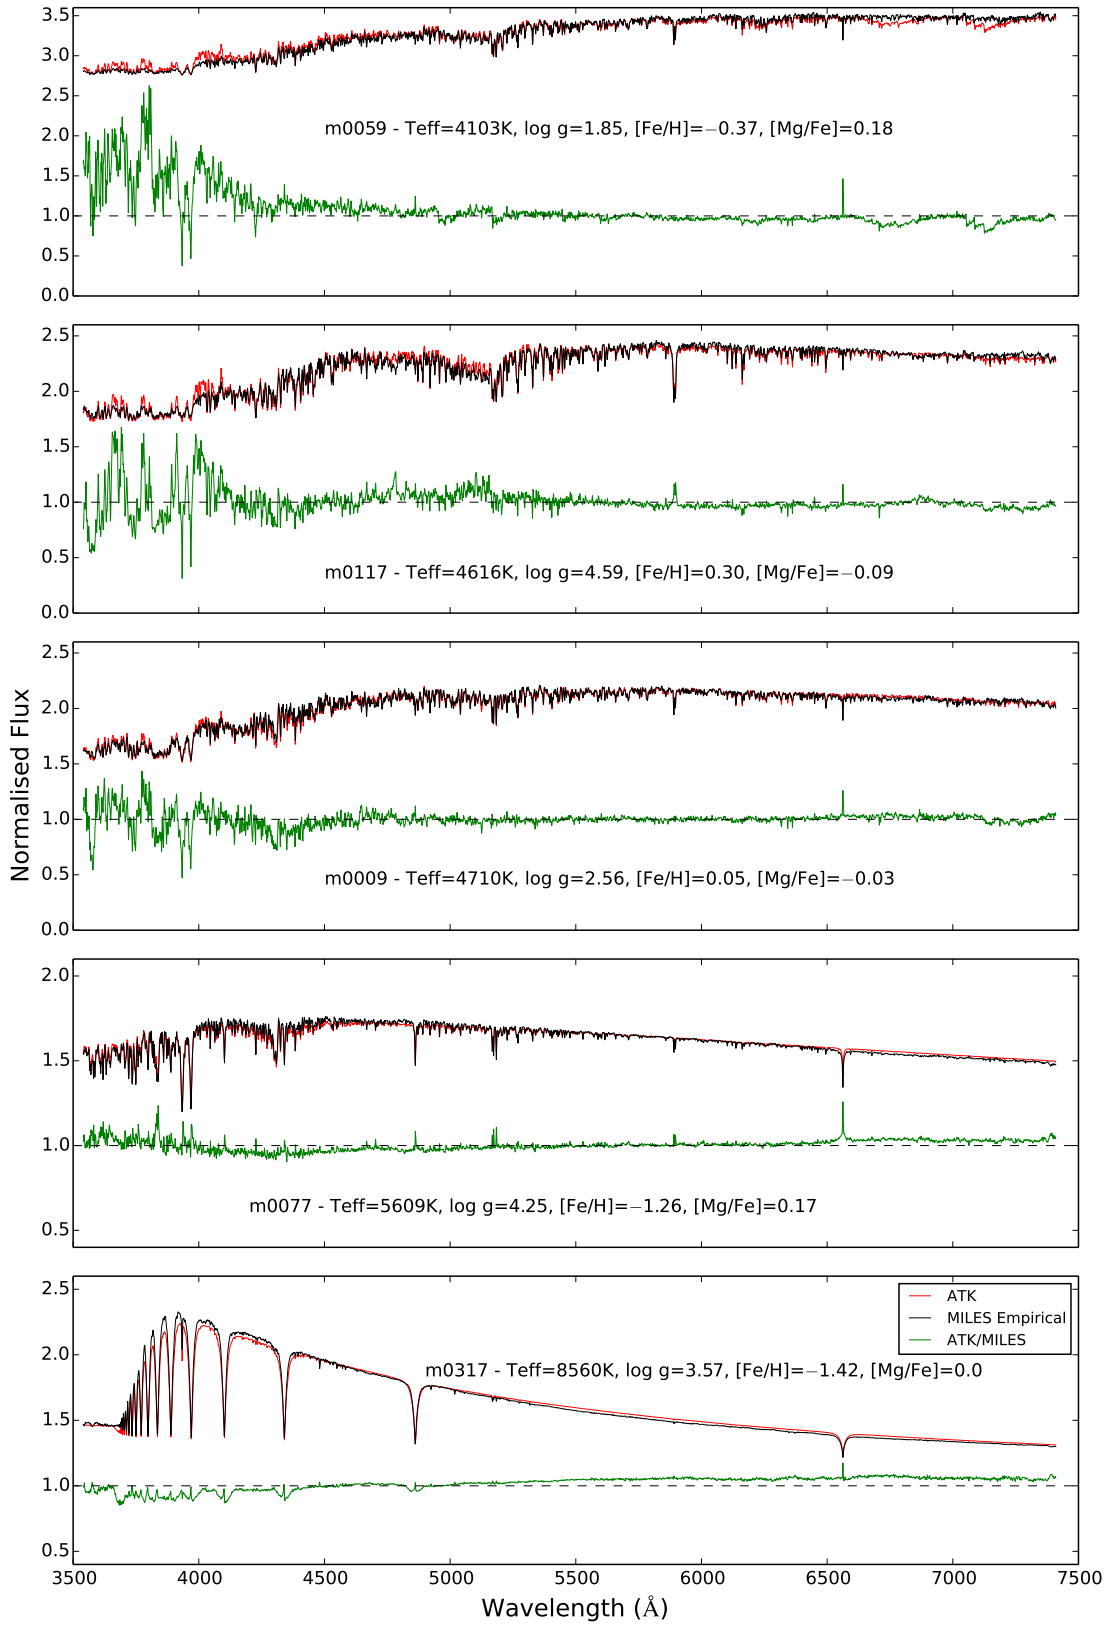 3.5
3.0
2.5
2.0
1.5
1.0
0.5
0.0
m0059 - Teff=4103K, log g=1.85, [Fe/H]=−0.37, [Mg/Fe]=0.18
2.5
2.0
1.5
1.0
0.5
0.0
m0117 - Teff=4616K, log g=4.59, [Fe/H]=0.30, [Mg/Fe]=−0.09
Normalised Flux
2.5
2.0
1.5
1.0
0.5
0.0
m0009 - Teff=4710K, log g=2.56, [Fe/H]=0.05, [Mg/Fe]=−0.03
2.0
1.5
1.0
0.5
m0077 - Teff=5609K, log g=4.25, [Fe/H]=−1.26, [Mg/Fe]=0.17
2.5
2.0
1.5
1.0
0.5
ATK
MILES Empirical
ATK/MILES
m0317 - Teff=8560K, log g=3.57, [Fe/H]=−1.42, [Mg/Fe]=0.0
3500 4000 4500 5000 5500 6000 6500 7000 7500
Wavelength (Å)